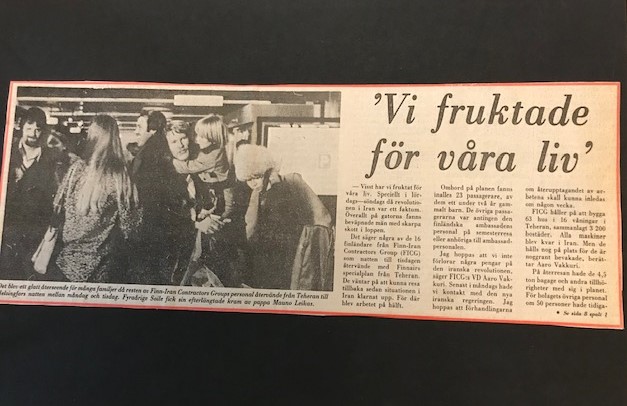 'Vi fruktade
för våra liv'
— Visst har vi fruktat för
våra liv. Speciellt i lör-
dags—söndags då revolutio-
nen i Iran var ett faktum.
Överallt på gatorna fanns
beväpnade män med skarpa
skott i loppen.
Det säger några av de 16
finländare från Finn-Iran
Contractors Group (FICG)
som natten till tisdagen
återvände med Finnairs
specialplan från Teheran.
De väntar på att kunna resa
tillbaka sedan situationen i
Iran klarnat upp. För där
blev arbetet på hälft.
Ombord på planen fanns
inalles 23 passagerare, av
dem ett under två år gam-
malt barn. De övriga passa-
gerarna var antingen den
finländska ambassadens
personal på semesterresa
eller anhöriga till ambassad-
personalen.
Jag hoppas att vi inte
förlorar några pengar på
den iranska revolutionen,
säger FICG:s VD Aaro Vak-
kuri. Senast i måndags hade
vi kontakt med den nya
iranska regeringen. Jag
hoppas att förhandlingarna
om återupptagandet av ar-
betena skall kunna inledas
om någon vecka.
FICG håller på att bygga
63 hus i 16 våningar i
Teheran, sammanlagt 3 200
bostäder. Alla maskiner
blev kvar i Iran. Men de
hölls nog på plats för de är
noggrant bevakade, berät-
tar Aaro Vakkuri.
På återresan hade de 4,5
ton bagage och andra tillhö-
righeter med sig i planet.
För bolagets övriga personal
om 50 personer hade tidiga-
• Se sida 8 spalt 1
Det blev ett glatt återseende för många familjer då resten av Finn-Iran Contractors Groups personal återvände från Teheran till
Helsingfors natten mellan måndag och tisdag. Fyraårige Saile fick sin efterlängtade kram av pappa Mauno Leikas.